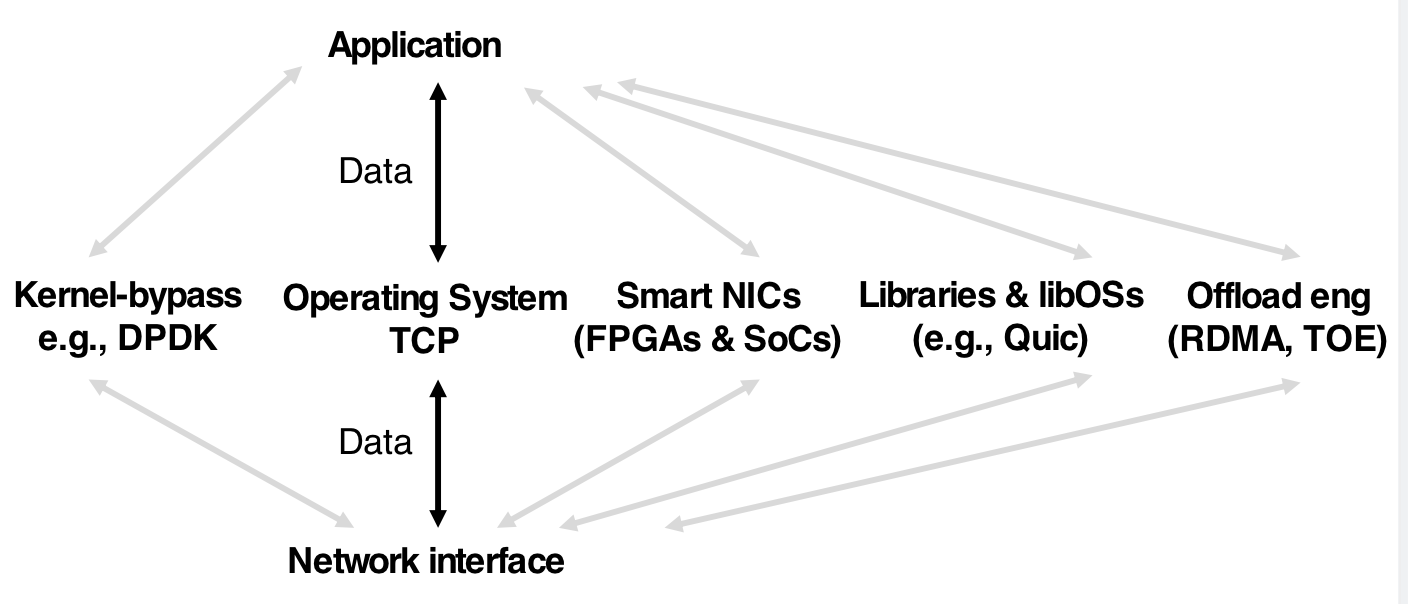 Application
Data
Kernel-bypass
e.g., DPDK
Operating System
TCP
Smart NICs
(FPGAs & SoCs)
Libraries & libOSs
(e.g., Quic)
Offload eng
(RDMA, TOE)
Data
Network interface